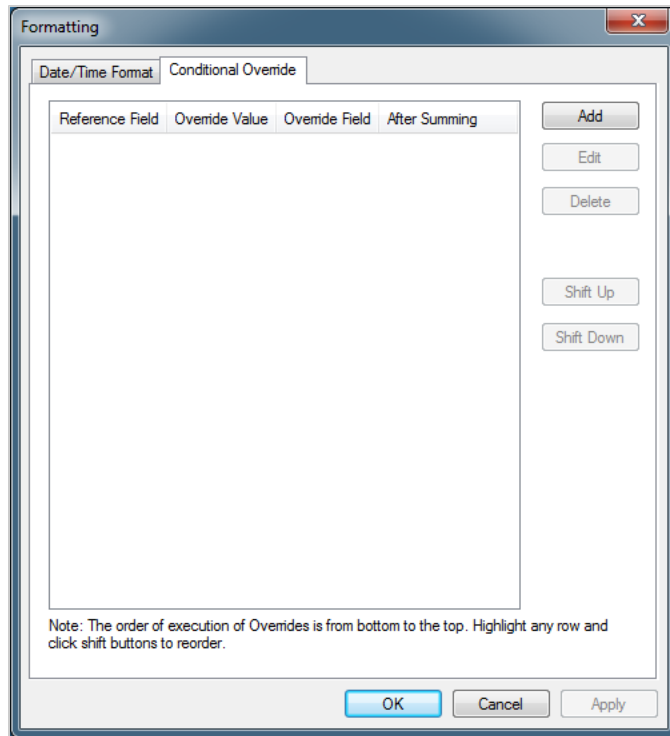 Formatting
Date/Time Format Conditional Override
Reference Field Override Value Override Field After Summing
Add
Edit
Delete
Shift Up
Shift Down
Note: The order of execution of Overrides is from bottom to the top. Highlight any row and
click shift buttons to reorder.
OK Cancel Apply